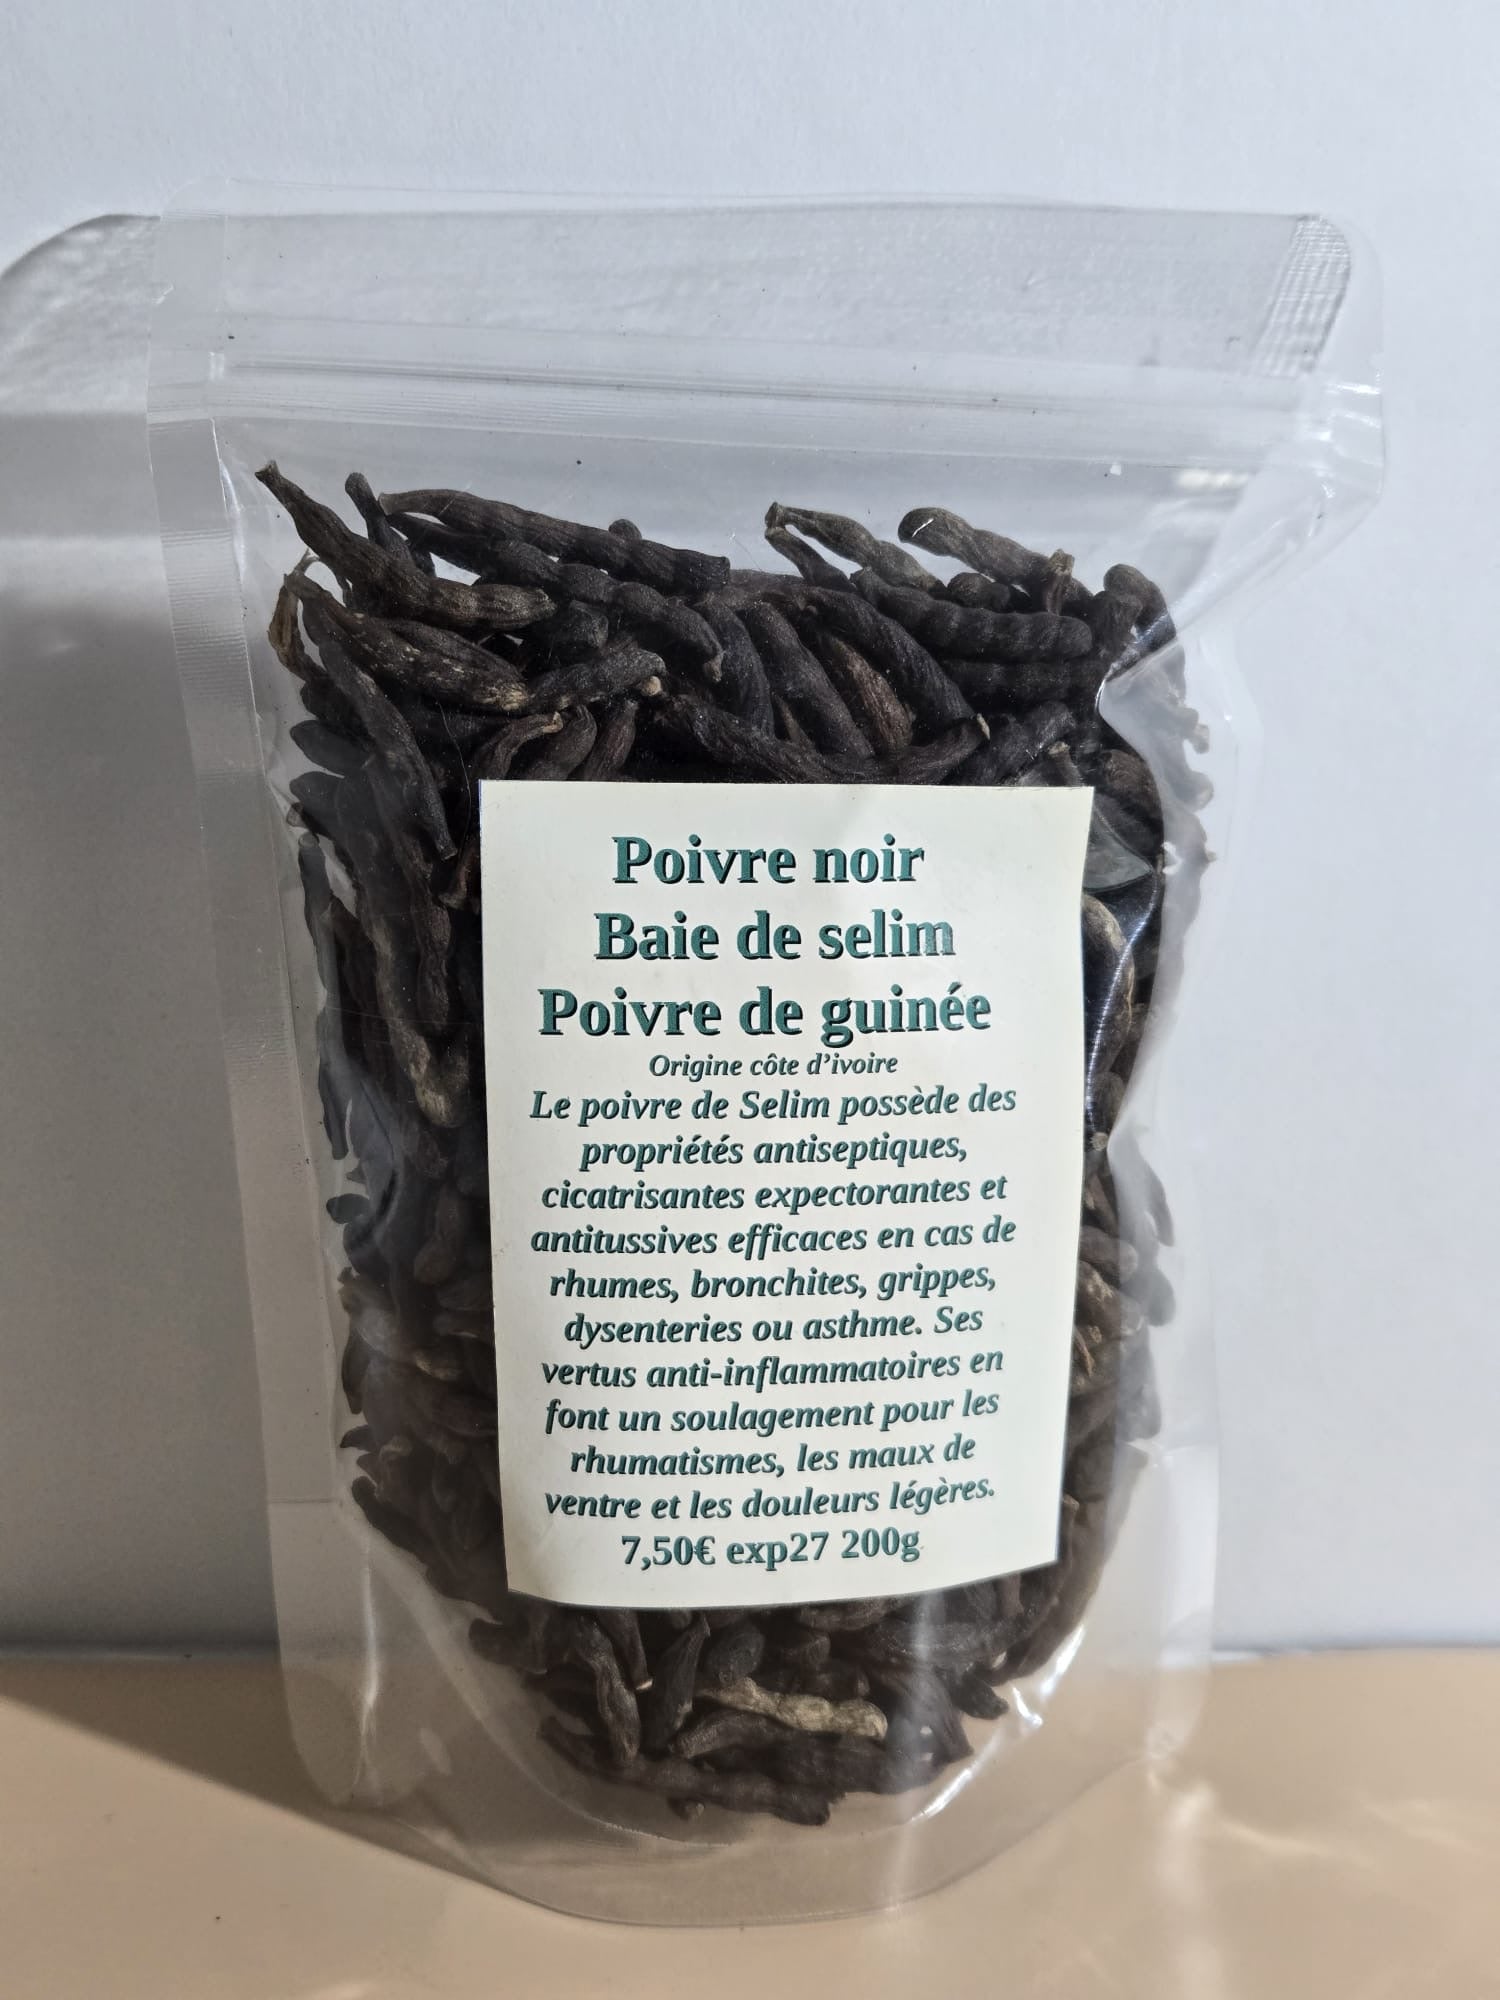 Poivre noir
Baie de selim
Poivre de guinée
Origine côte d'ivoire
Le poivre de Selim possède des
propriétés antiseptiques,
cicatrisantes expectorantes et
antitussives efficaces en cas de
rhumes, bronchites, grippes,
dysenteries ou asthme. Ses
vertus anti-inflammatoires en
font un soulagement pour les
rhumatismes, les maux de
ventre et les douleurs légères.
7,50€ exp27 200g